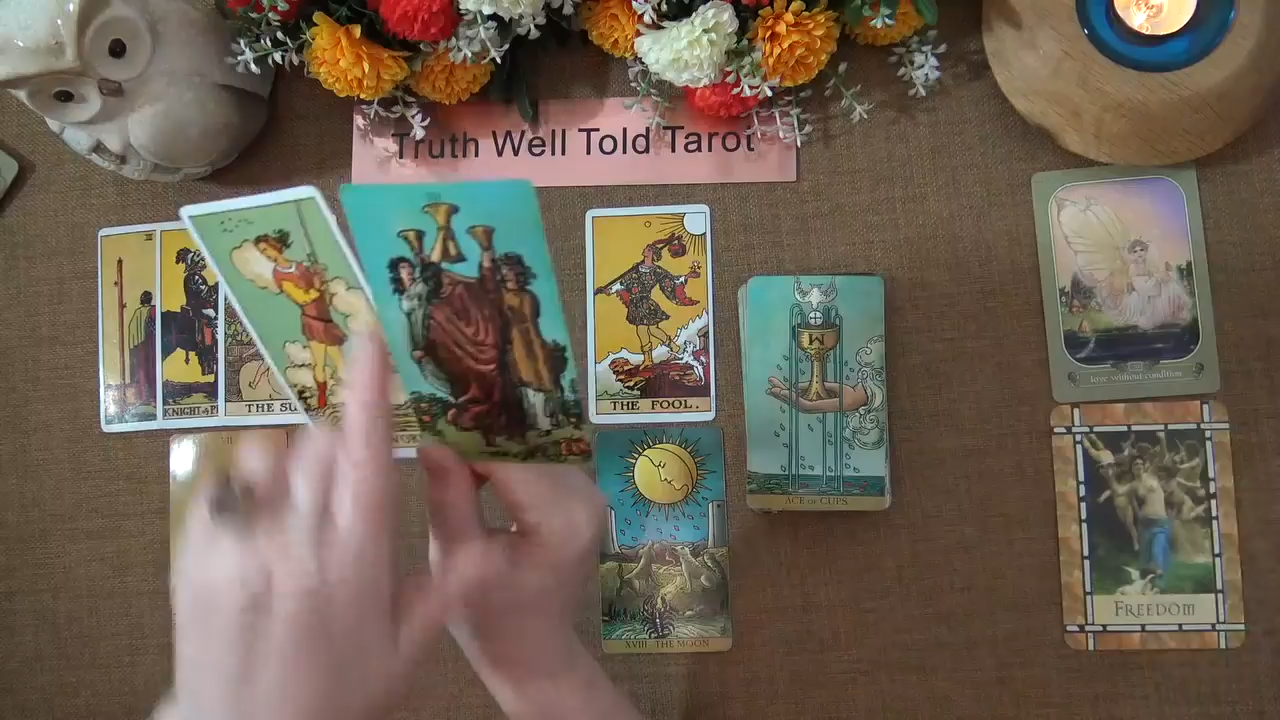 Truth Well Told Tarot
III
KNIGHT of P
THE SU
THE FOOL.
ACE OF CUPS
XVIII THE MOON
love without condition
FREEDOM